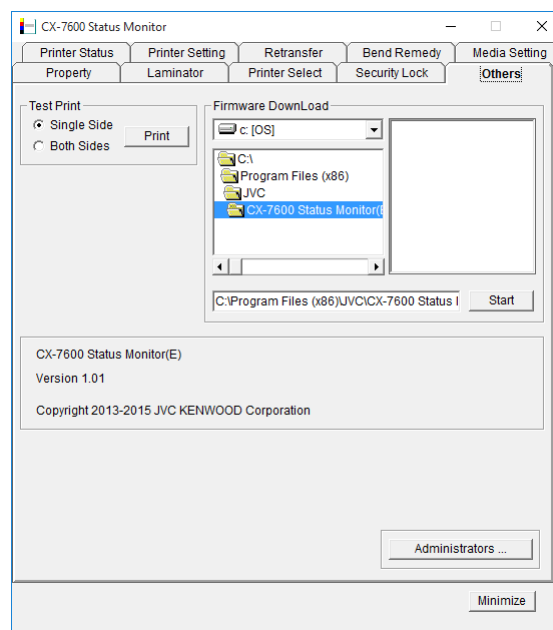 CX-7600 Status Monitor
Printer Status Printer Setting Retransfer Bend Remedy Media Setting
Property Laminator Printer Select Security Lock Others
Test Print
Single Side
Both Sides
Print
Firmware DownLoad
c: [OS]
C:\
Program Files (x86)
JVC
CX-7600 Status Monitor(E
C:\Program Files (x86)\JVC\CX-7600 Status
Start
CX-7600 Status Monitor(E)
Version 1.01
Copyright 2013-2015 JVC KENWOOD Corporation
Administrators ...
Minimize